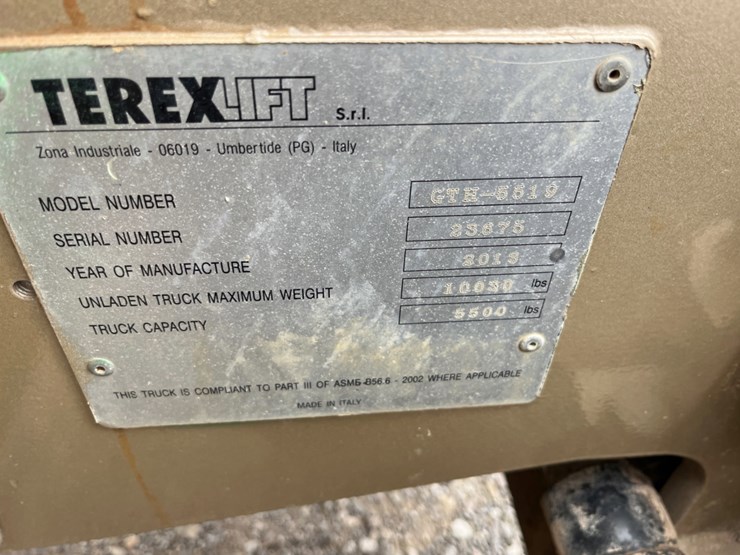 TEREXLIFT S.r.l.
Zona Industriale - 06019 - Umbertide (PG) - Italy
MODEL NUMBER GTH-5519
SERIAL NUMBER 23675
YEAR OF MANUFACTURE 2013
UNLADEN TRUCK MAXIMUM WEIGHT 10030 lbs
TRUCK CAPACITY 5500 lbs
THIS TRUCK IS COMPLIANT TO PART III OF ASME B56.6 - 2002 WHERE APPLICABLE
MADE IN ITALY